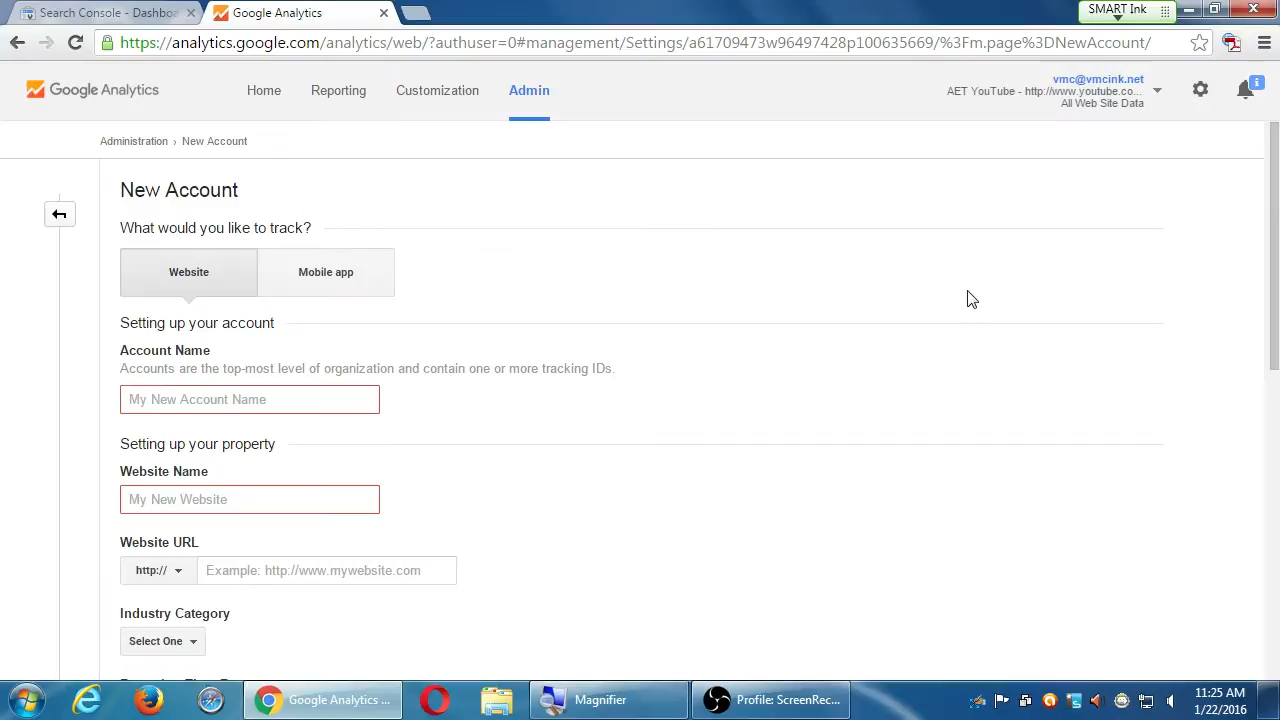 Search Console - Dashboa
Google Analytics
SMART Ink
https://analytics.google.com/analytics/web/?authuser=0#management/Settings/a61709473w96497428p100635669/%3Fm.page%3DNewAccount/
Google Analytics
Home
Reporting
Customization
Admin
vmc@vmcink.net
AET YouTube - http://www.youtube.co...
All Web Site Data
1
Administration › New Account
New Account
What would you like to track?
Website
Mobile app
Setting up your account
Account Name
Accounts are the top-most level of organization and contain one or more tracking IDs.
My New Account Name
Setting up your property
Website Name
My New Website
Website URL
http://
Example: http://www.mywebsite.com
Industry Category
Select One
Google Analytics ...
Magnifier
Profile: ScreenRec...
11:25 AM
1/22/2016